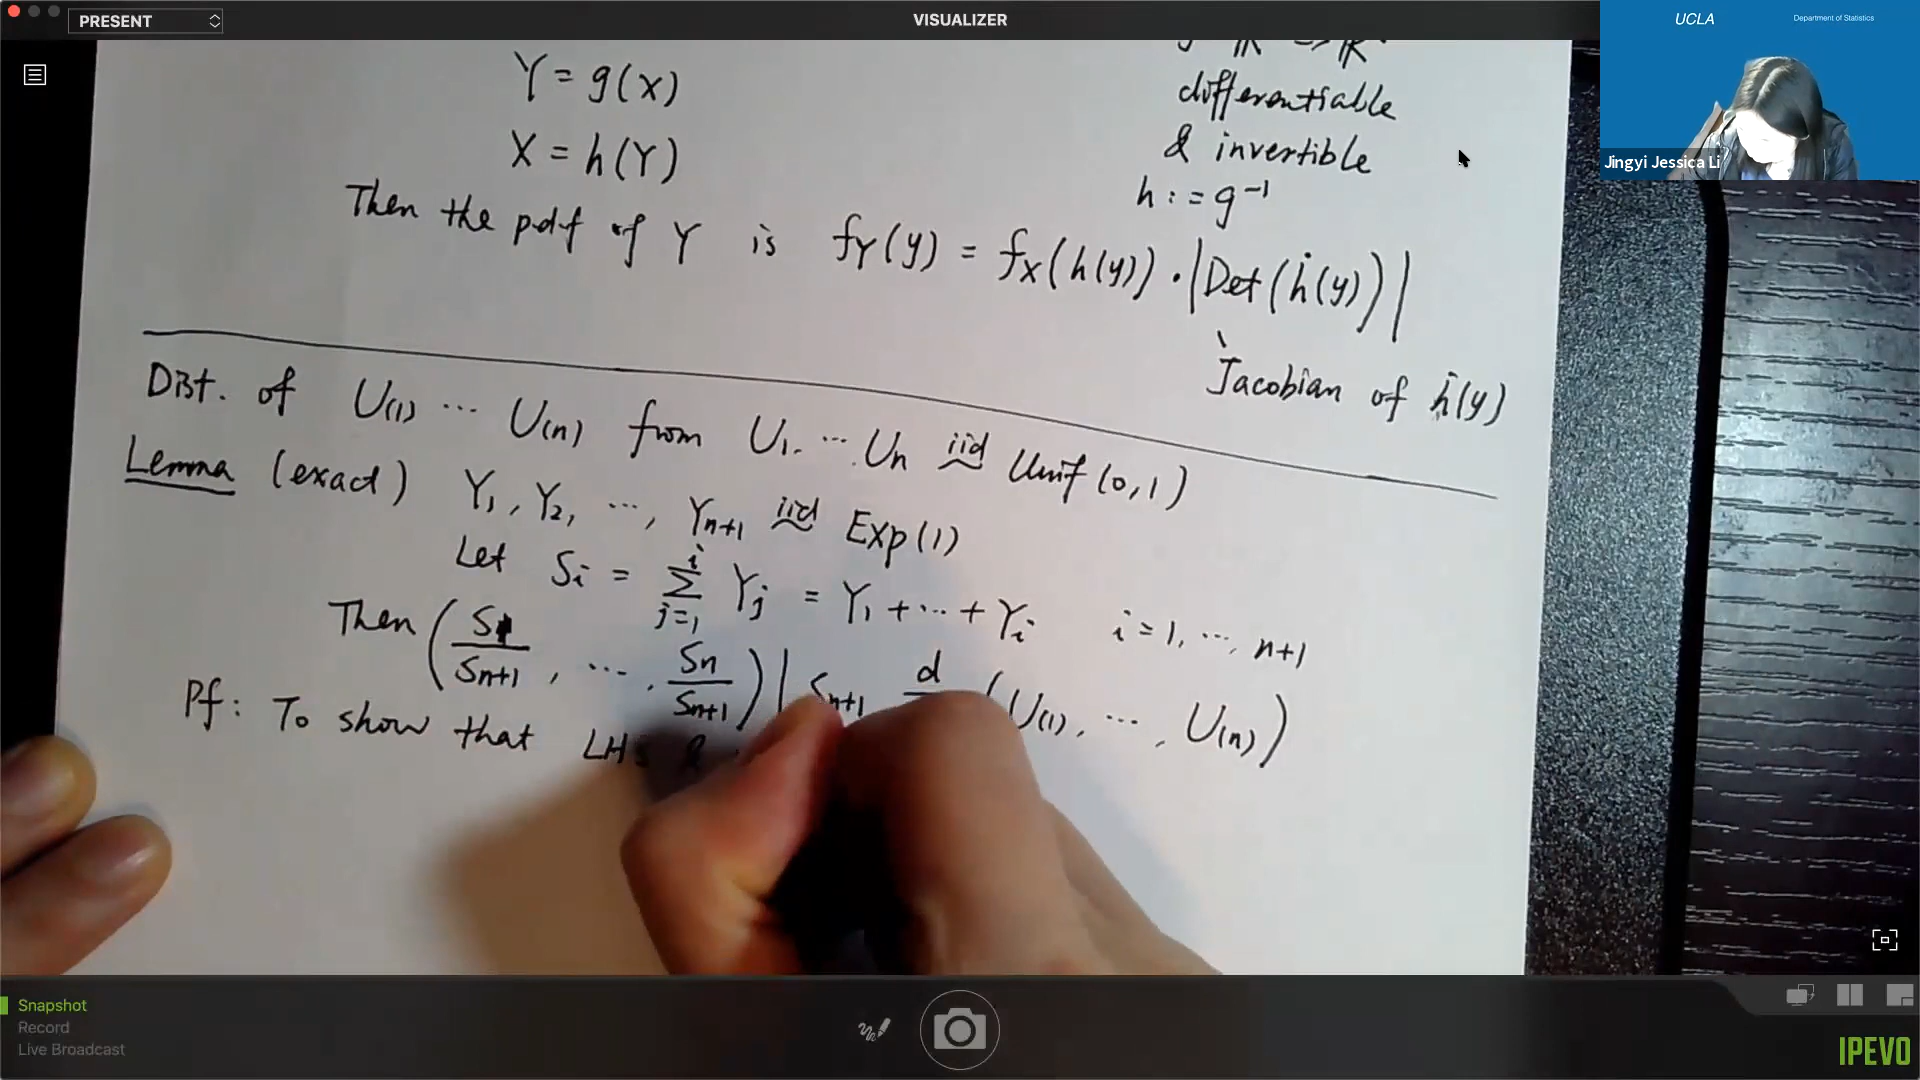 PRESENT
VISUALIZER
UCLA
Department of Statistics
Jingyi Jessica Li
Y = g(X)
differentiable
X = h(Y)
& invertible
h := g⁻¹
Then the pdf of Y is f_Y(y) = f_X(h(y)) · |Det(ḣ(y))|
Jacobian of ḣ(y)
Dist. of U(1) ... U(n) from U1, ... Un iid Unif (0,1)
Lemma (exact) Y1, Y2, ..., Yn+1 iid Exp(1)
Let Si = Σ_{j=1}^{i} Yj = Y1 + ... + Yi i = 1, ..., n+1
Then (S1/Sn+1, ..., Sn/Sn+1) | Sn+1 d (U(1), ..., U(n))
Pf: To show that LHS &
Snapshot
Record
Live Broadcast
IPEVO